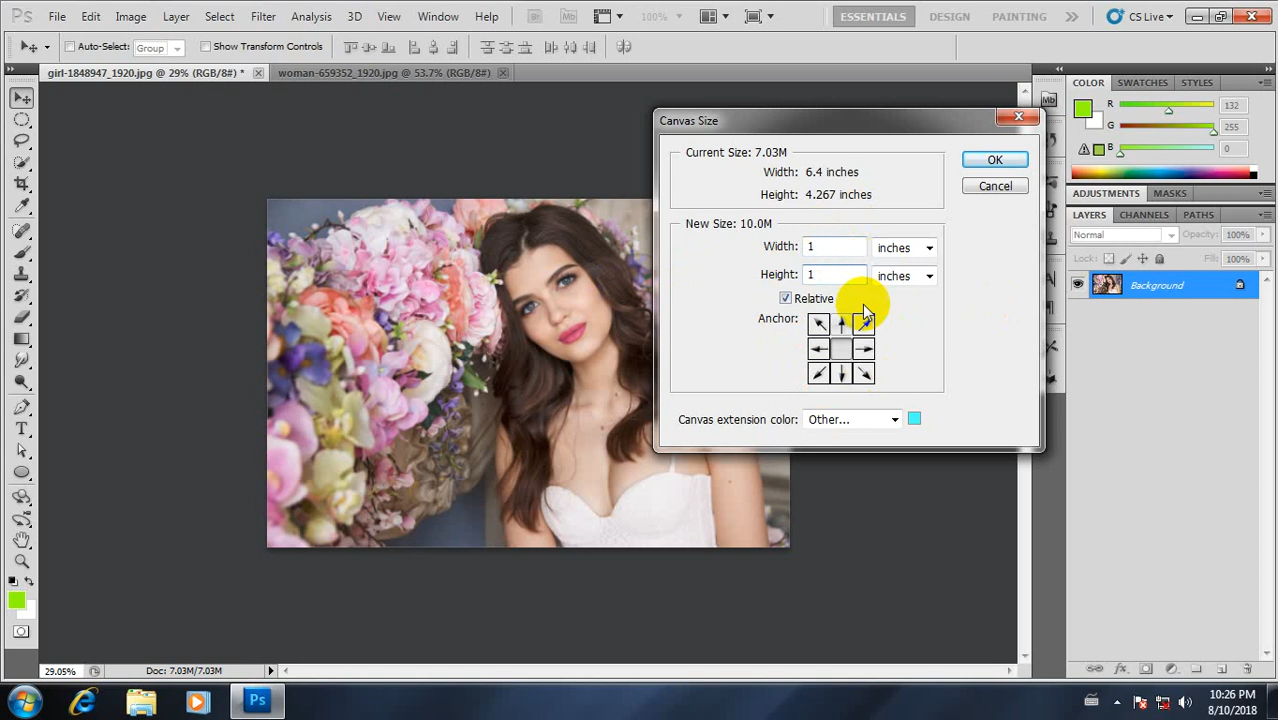 Ps File Edit Image Layer Select Filter Analysis 3D View Window Help Br Mb 100% ESSENTIALS DESIGN PAINTING CS Live
Auto-Select: Group Show Transform Controls
girl-1848947_1920.jpg @ 29% (RGB/8#) * woman-659352_1920.jpg @ 53.7% (RGB/8#)
Canvas Size
Current Size: 7.03M
Width: 6.4 inches
Height: 4.267 inches
New Size: 10.0M
Width: 1 inches
Height: 1 inches
Relative
Anchor:
Canvas extension color: Other...
OK
Cancel
Mb
COLOR SWATCHES STYLES
R 132
G 255
B 0
ADJUSTMENTS MASKS
LAYERS CHANNELS PATHS
Normal Opacity: 100%
Lock: Fill: 100%
Background
fx
T
29.05% Doc: 7.03M/7.03M
Ps
10:26 PM
8/10/2018